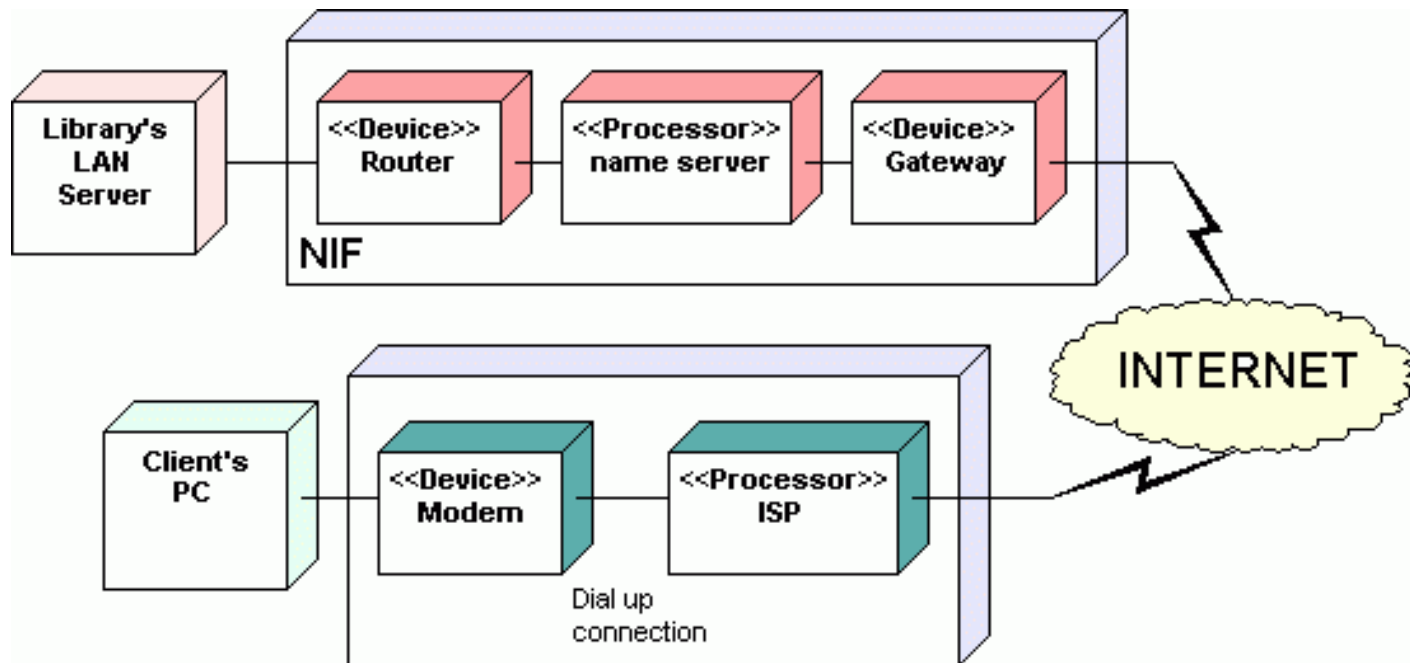 Library's
LAN
Server
<<Device>>
Router
<<Processor>>
name server
<<Device>>
Gateway
NIF
INTERNET
Client's
PC
<<Device>>
Modem
<<Processor>>
ISP
Dial up
connection